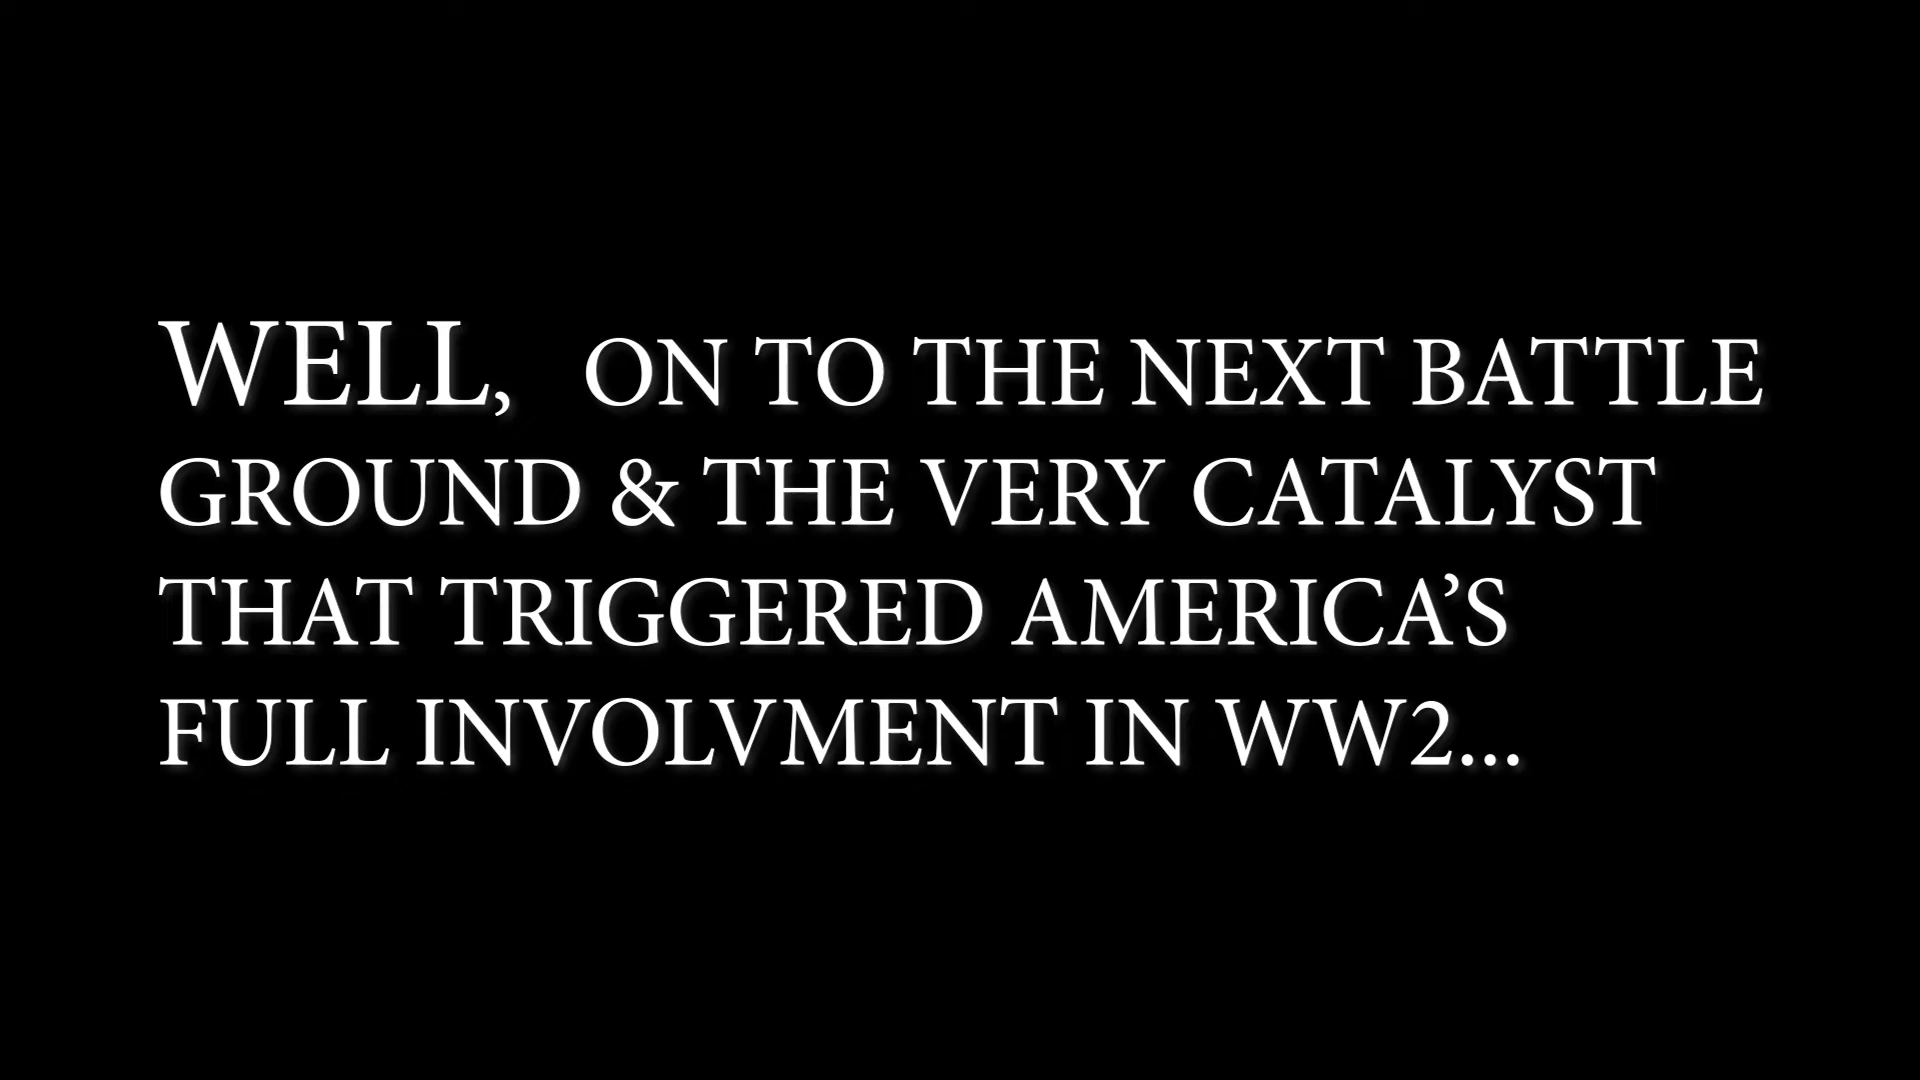 WELL, ON TO THE NEXT BATTLE
GROUND & THE VERY CATALYST
THAT TRIGGERED AMERICA’S
FULL INVOLVMENT IN WW2...